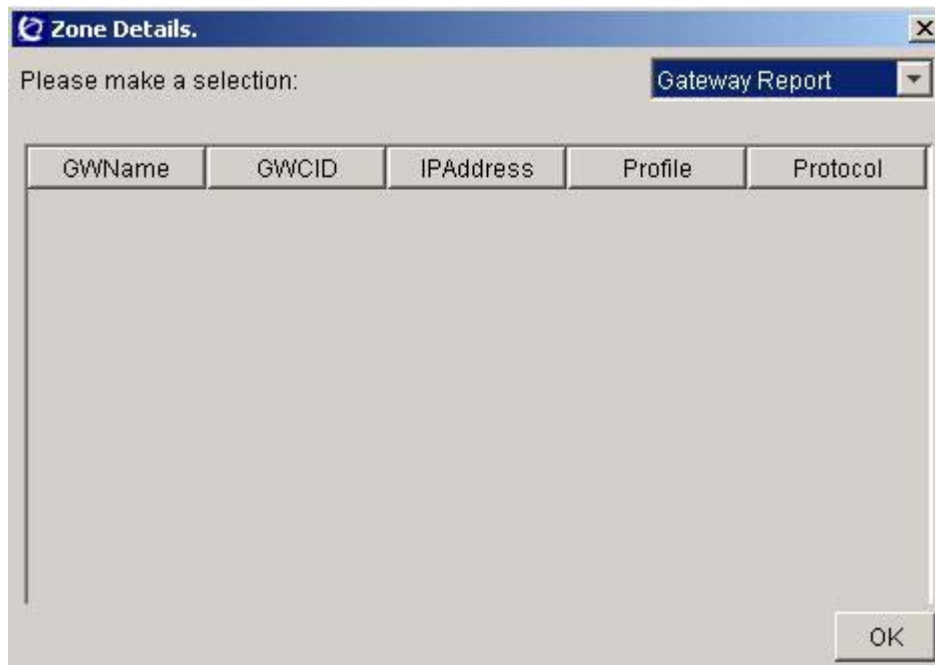 Zone Details.
Please make a selection: Gateway Report
GWName GWCID IPAddress Profile Protocol
OK